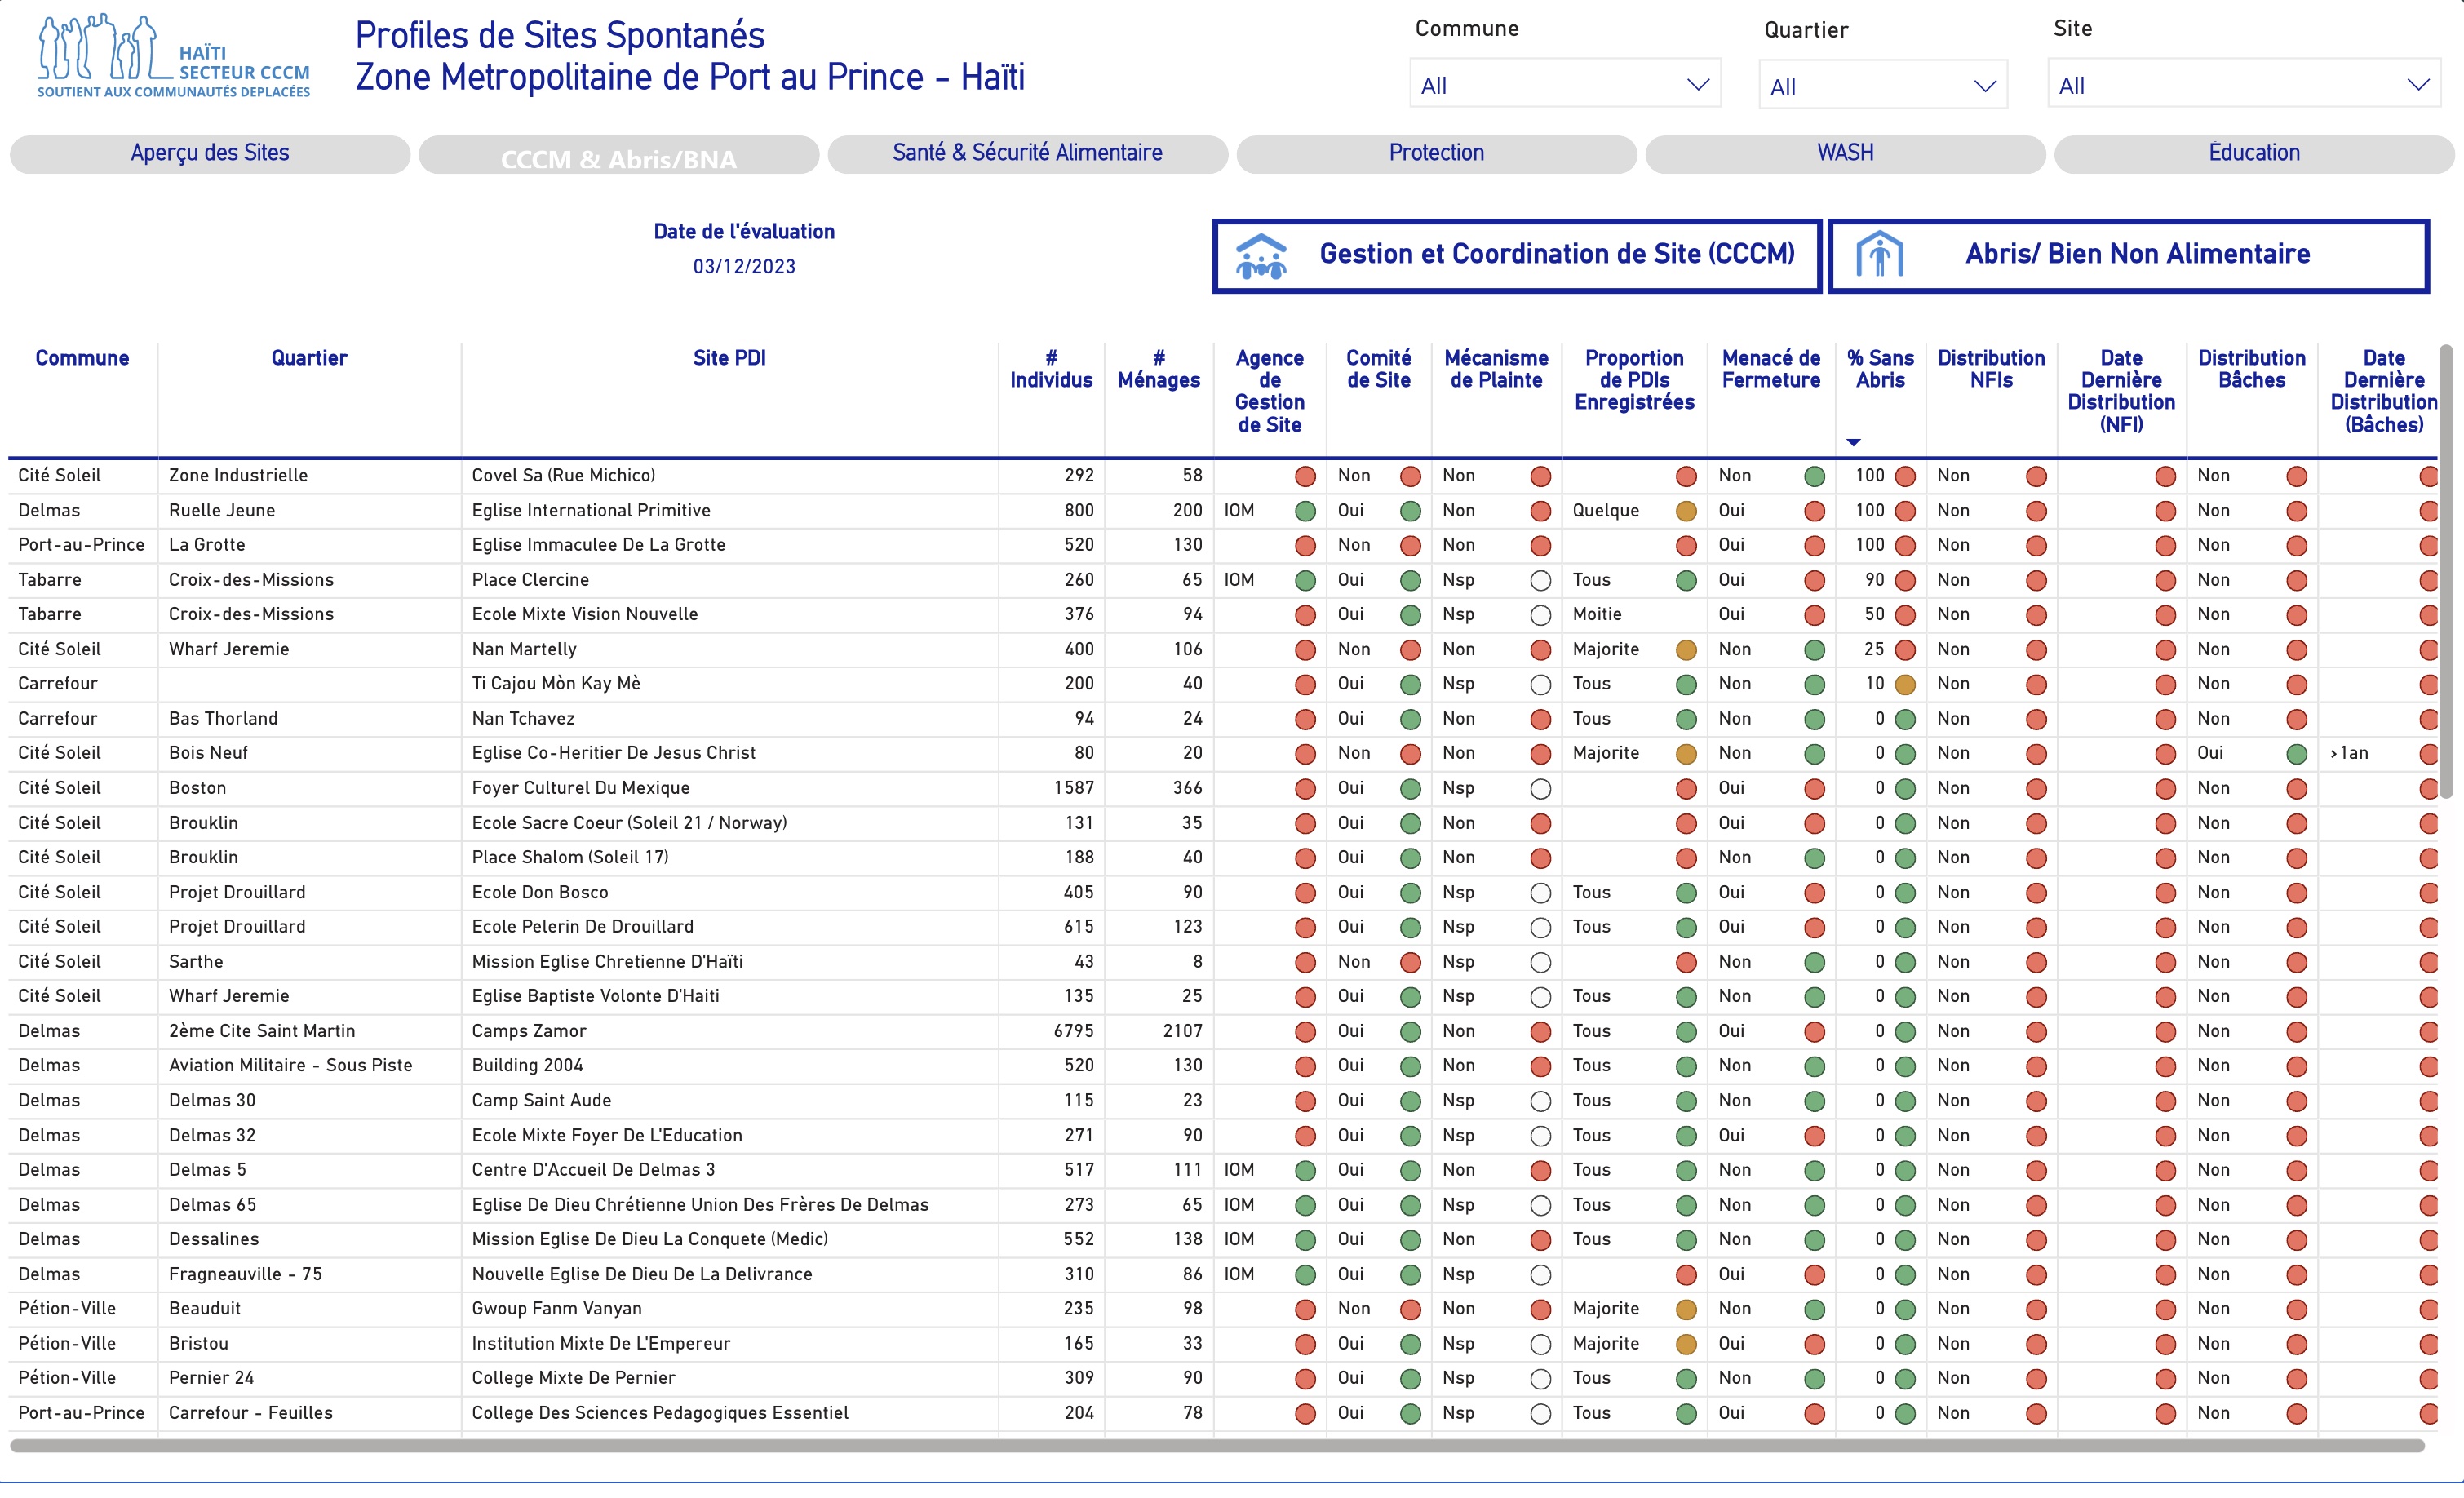 HAÏTI
SECTEUR CCCM
SOUTIENT AUX COMMUNAUTÉS DEPLACÉES
Profiles de Sites Spontanés
Zone Metropolitaine de Port au Prince - Haïti
Commune Quartier Site
All All All
Aperçu des Sites CCCM & Abris/BNA Santé & Sécurité Alimentaire Protection WASH Éducation
Date de l'évaluation
03/12/2023
Gestion et Coordination de Site (CCCM) Abris/ Bien Non Alimentaire
Commune Quartier Site PDI # Individus # Ménages Agence de Gestion de Site Comité de Site Mécanisme de Plainte Proportion de PDIs Enregistrées Menacé de Fermeture % Sans Abris Distribution NFIs Date Dernière Distribution (NFI) Distribution Bâches Date Dernière Distribution (Bâches)
Cité Soleil Zone Industrielle Covel Sa (Rue Michico) 292 58 Non Non Non 100 Non Non
Delmas Ruelle Jeune Eglise International Primitive 800 200 IOM Oui Non Quelque Oui 100 Non Non
Port-au-Prince La Grotte Eglise Immaculee De La Grotte 520 130 Non Non Oui 100 Non Non
Tabarre Croix-des-Missions Place Clercine 260 65 IOM Oui Nsp Tous Oui 90 Non Non
Tabarre Croix-des-Missions Ecole Mixte Vision Nouvelle 376 94 Oui Nsp Moitie Oui 50 Non Non
Cité Soleil Wharf Jeremie Nan Martelly 400 106 Non Non Majorite Non 25 Non Non
Carrefour Ti Cajou Mòn Kay Mè 200 40 Oui Nsp Tous Non 10 Non Non
Carrefour Bas Thorland Nan Tchavez 94 24 Oui Non Tous Non 0 Non Non
Cité Soleil Bois Neuf Eglise Co-Heritier De Jesus Christ 80 20 Non Non Majorite Non 0 Non Oui >1an
Cité Soleil Boston Foyer Culturel Du Mexique 1587 366 Oui Nsp Oui 0 Non Non
Cité Soleil Brouklin Ecole Sacre Coeur (Soleil 21 / Norway) 131 35 Oui Non Oui 0 Non Non
Cité Soleil Brouklin Place Shalom (Soleil 17) 188 40 Oui Non Non 0 Non Non
Cité Soleil Projet Drouillard Ecole Don Bosco 405 90 Oui Nsp Tous Oui 0 Non Non
Cité Soleil Projet Drouillard Ecole Pelerin De Drouillard 615 123 Oui Nsp Tous Oui 0 Non Non
Cité Soleil Sarthe Mission Eglise Chretienne D'Haïti 43 8 Non Nsp Non 0 Non Non
Cité Soleil Wharf Jeremie Eglise Baptiste Volonte D'Haiti 135 25 Oui Nsp Tous Non 0 Non Non
Delmas 2ème Cite Saint Martin Camps Zamor 6795 2107 Oui Non Tous Oui 0 Non Non
Delmas Aviation Militaire - Sous Piste Building 2004 520 130 Oui Non Tous Non 0 Non Non
Delmas Delmas 30 Camp Saint Aude 115 23 Oui Nsp Tous Non 0 Non Non
Delmas Delmas 32 Ecole Mixte Foyer De L'Education 271 90 Oui Nsp Tous Oui 0 Non Non
Delmas Delmas 5 Centre D'Accueil De Delmas 3 517 111 IOM Oui Non Tous Non 0 Non Non
Delmas Delmas 65 Eglise De Dieu Chrétienne Union Des Frères De Delmas 273 65 IOM Oui Nsp Tous Non 0 Non Non
Delmas Dessalines Mission Eglise De Dieu La Conquete (Medic) 552 138 IOM Oui Non Tous Non 0 Non Non
Delmas Fragneauville - 75 Nouvelle Eglise De Dieu De La Delivrance 310 86 IOM Oui Nsp Oui 0 Non Non
Pétion-Ville Beauduit Gwoup Fanm Vanyan 235 98 Non Non Majorite Non 0 Non Non
Pétion-Ville Bristou Institution Mixte De L'Empereur 165 33 Oui Nsp Majorite Oui 0 Non Non
Pétion-Ville Pernier 24 College Mixte De Pernier 309 90 Oui Nsp Tous Non 0 Non Non
Port-au-Prince Carrefour - Feuilles College Des Sciences Pedagogiques Essentiel 204 78 Oui Nsp Tous Oui 0 Non Non